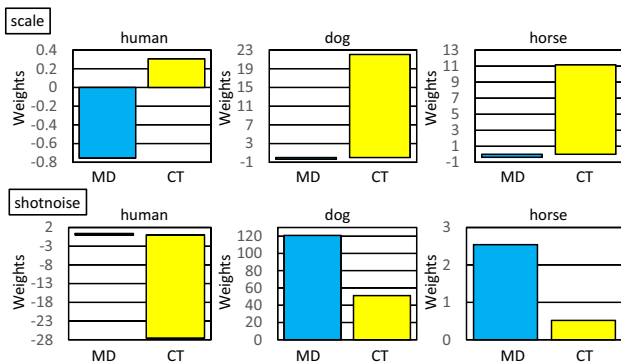 scale
human
dog
horse
Weights
0.4
0.2
0
-0.2
-0.4
-0.6
-0.8
MD CT
Weights
23
19
15
11
7
3
-1
MD CT
Weights
13
11
9
7
5
3
1
-1
MD CT
shotnoise
human
dog
horse
Weights
2
-3
-8
-13
-18
-23
-28
MD CT
Weights
120
100
80
60
40
20
0
MD CT
Weights
3
2
1
0
MD CT